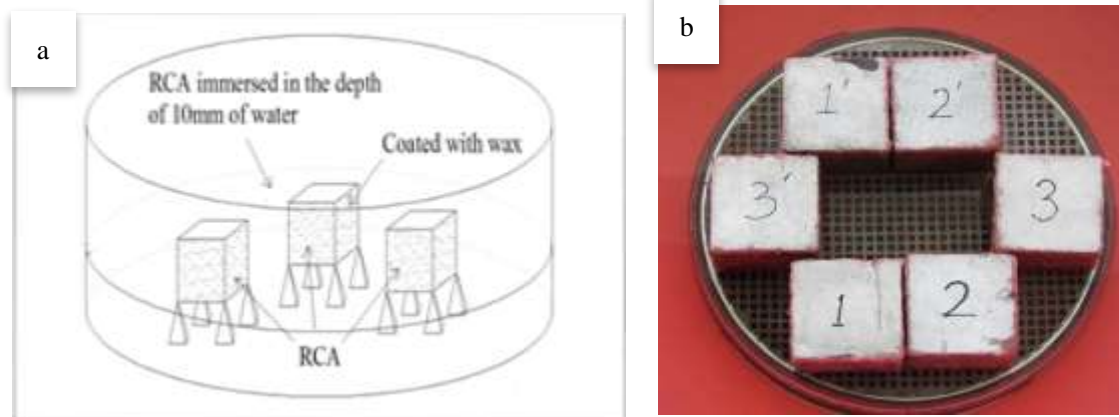 a
RCA immersed in the depth
of 10mm of water
Coated with wax
RCA
b
1'
2'
3'
3
1
2